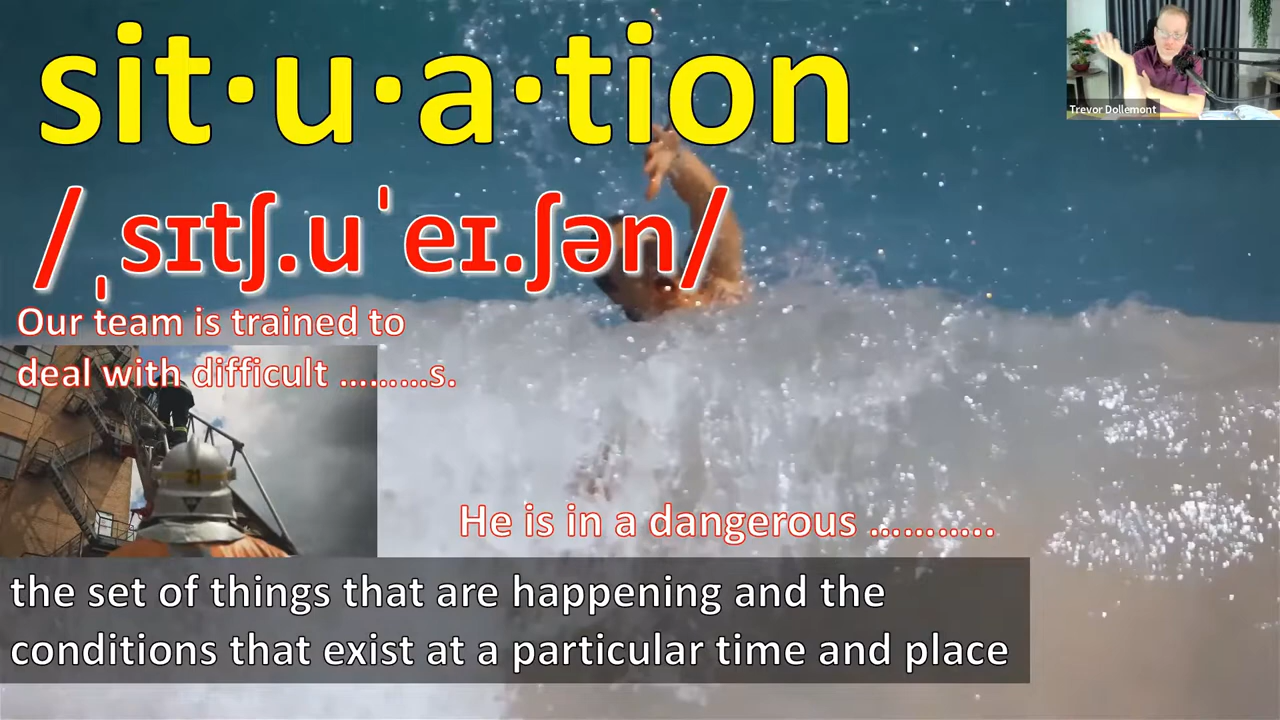 sit·u·a·tion
Trevor Dollemont
/ˌsɪtʃ.uˈeɪ.ʃən/
Our team is trained to
deal with difficult .........s.
21
He is in a dangerous ...........
the set of things that are happening and the
conditions that exist at a particular time and place